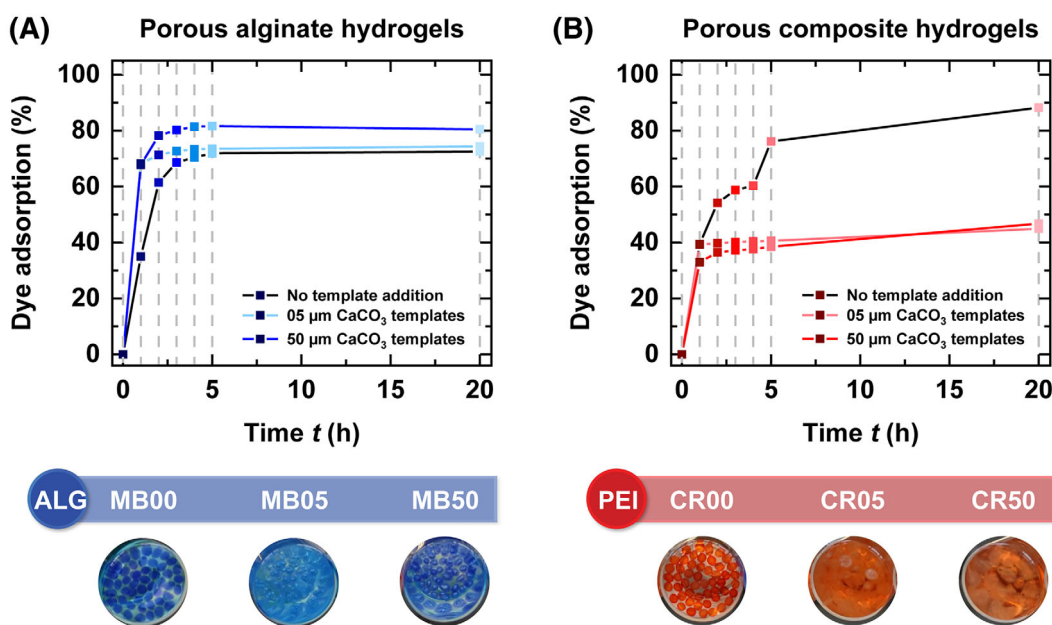 (A) Porous alginate hydrogels
100
80
60
40
20
0
Dye adsorption (%)
No template addition
05 μm CaCO₃ templates
50 μm CaCO₃ templates
0 5 10 15 20
Time t (h)
ALG MB00 MB05 MB50
(B) Porous composite hydrogels
100
80
60
40
20
0
Dye adsorption (%)
No template addition
05 μm CaCO₃ templates
50 μm CaCO₃ templates
0 5 10 15 20
Time t (h)
PEI CR00 CR05 CR50